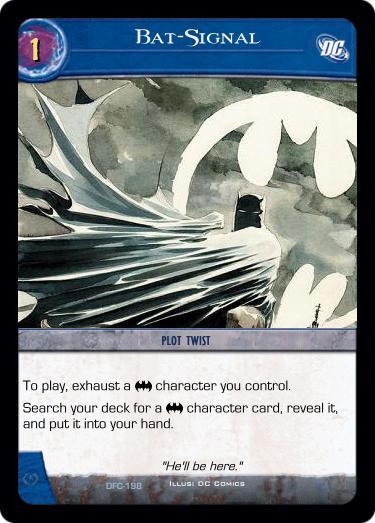 1
BAT-SIGNAL
DC
PLOT TWIST
To play, exhaust a character you control.
Search your deck for a character card, reveal it,
and put it into your hand.
"He'll be here."
DFC-198
ILLUS: DC COMICS